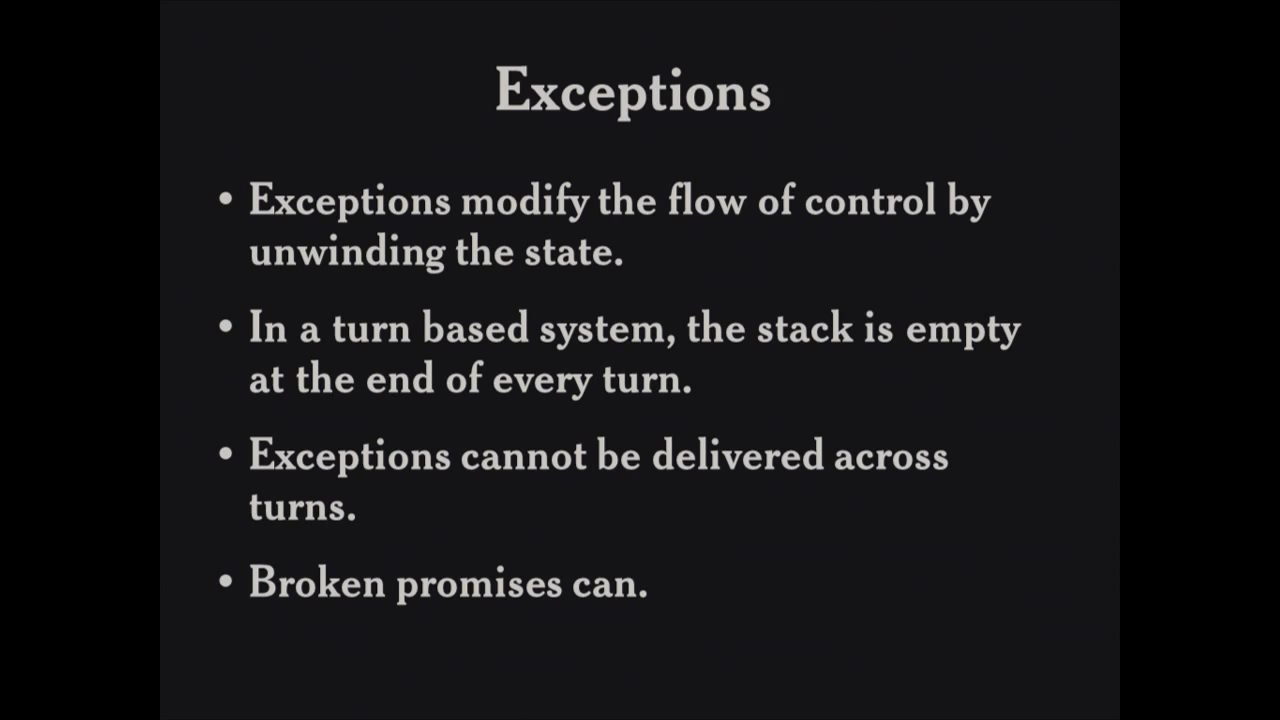 Exceptions
• Exceptions modify the flow of control by
unwinding the state.
• In a turn based system, the stack is empty
at the end of every turn.
• Exceptions cannot be delivered across
turns.
• Broken promises can.